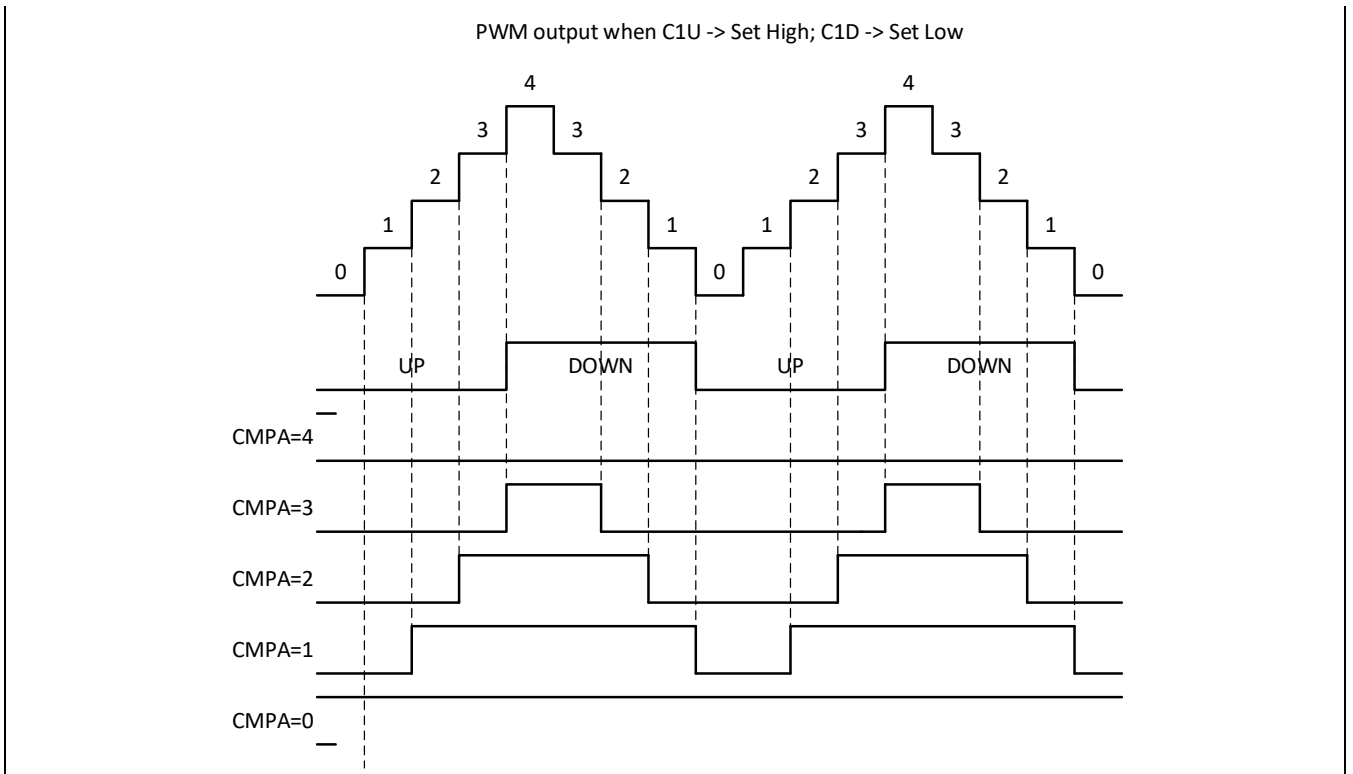 PWM output when C1U -> Set High; C1D -> Set Low
4 4
3 3 3 3
2 2 2 2
1 1 1 1
0 0 0
UP DOWN UP DOWN
CMPA=4
CMPA=3
CMPA=2
CMPA=1
CMPA=0